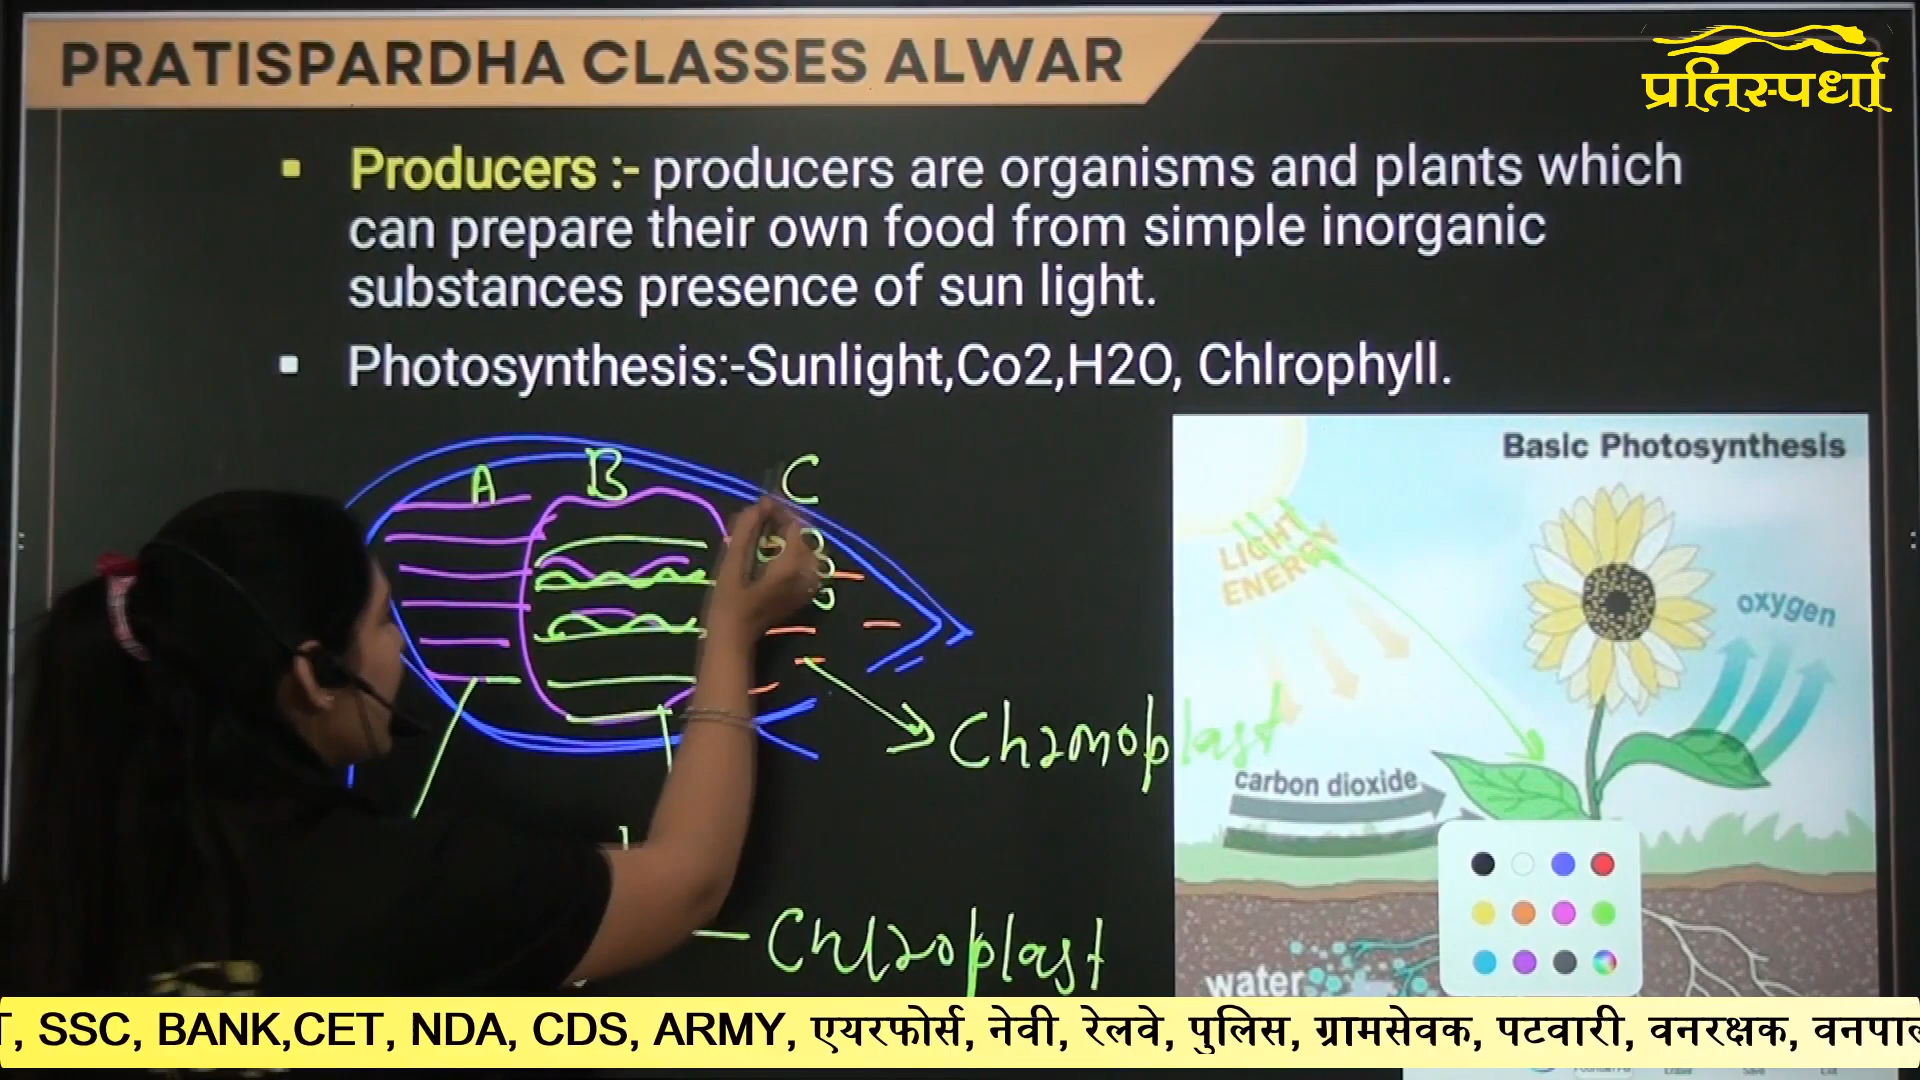 PRATISPARDHA CLASSES ALWAR
प्रतिस्पर्धा
Producers :- producers are organisms and plants which
can prepare their own food from simple inorganic
substances presence of sun light.
Photosynthesis:-Sunlight,Co2,H2O, Chlrophyll.
Basic Photosynthesis
A B C
LIGHT
ENERGY
oxygen
Chromoplast
carbon dioxide
Chloroplast
water
SSC, BANK,CET, NDA, CDS, ARMY, एयरफोर्स, नेवी, रेलवे, पुलिस, ग्रामसेवक, पटवारी, वनरक्षक, वनपाल